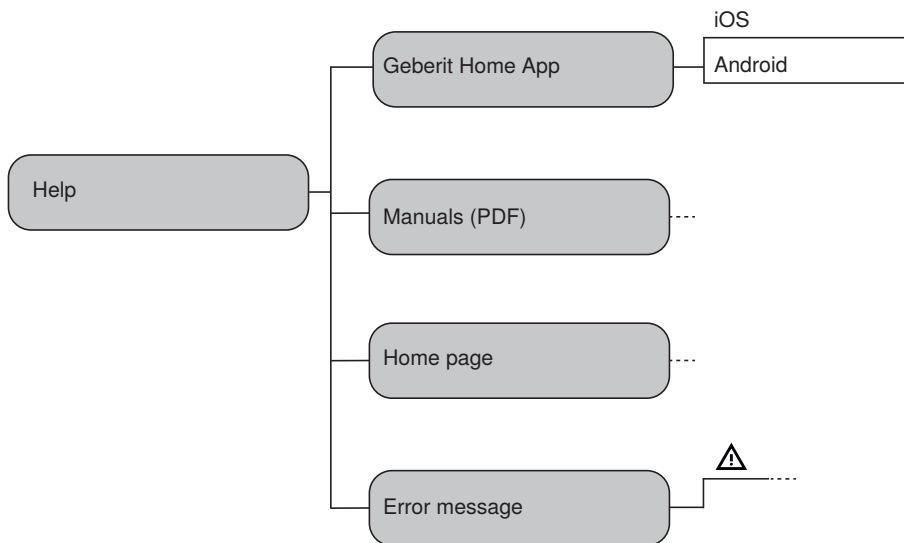 iOS
Geberit Home App
Android
Help
Manuals (PDF)
Home page
Error message